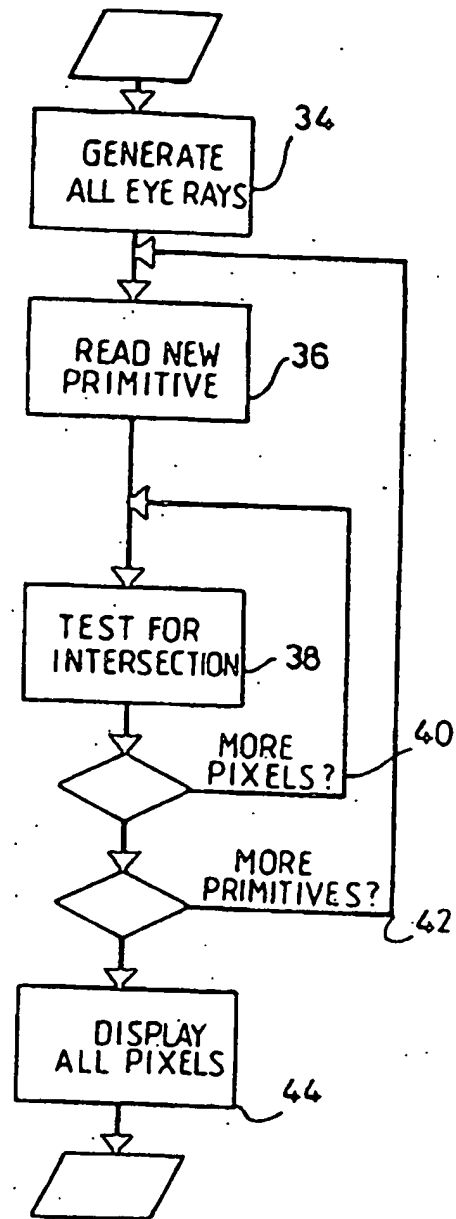 34
GENERATE
ALL EYE RAYS
READ NEW
PRIMITIVE
36
TEST FOR
INTERSECTION
38
MORE
PIXELS?
40
MORE
PRIMITIVES?
42
DISPLAY
ALL PIXELS
44